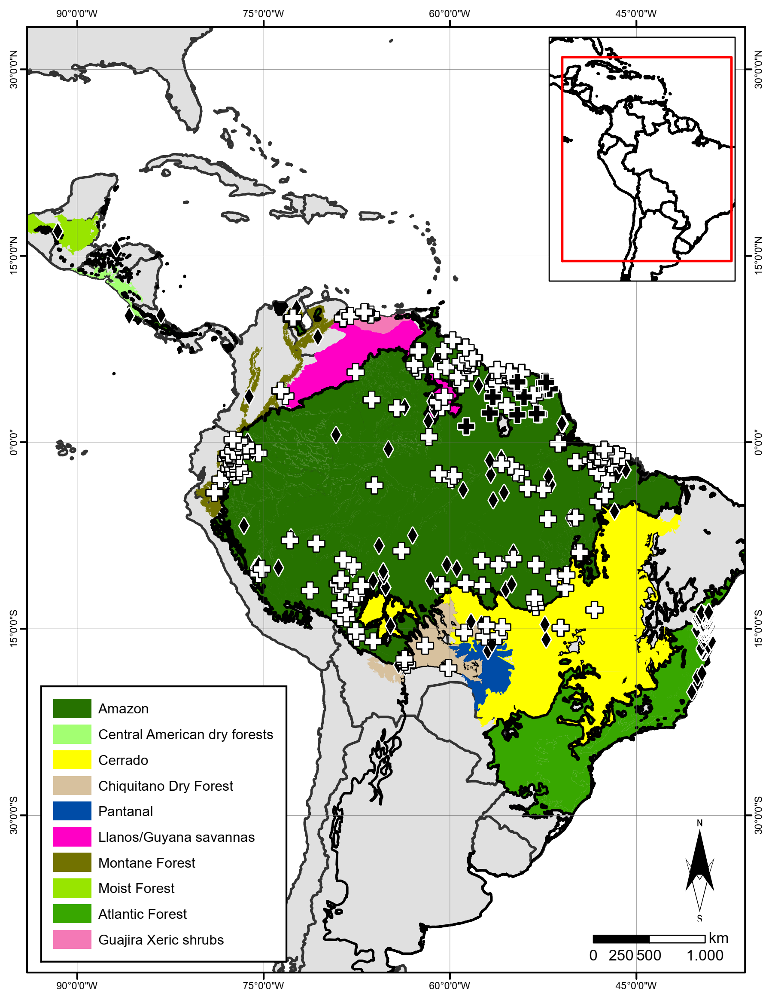 90°0'0"W 75°0'0"W 60°0'0"W 45°0'0"W
30°0'0"N 30°0'0"N
15°0'0"N 15°0'0"N
0°0'0" 0°0'0"
15°0'0"S 15°0'0"S
30°0'0"S 30°0'0"S
Amazon
Central American dry forests
Cerrado
Chiquitano Dry Forest
Pantanal
Llanos/Guyana savannas
Montane Forest
Moist Forest
Atlantic Forest
Guajira Xeric shrubs
N
S
km
0 250 500 1.000
90°0'0"W 75°0'0"W 60°0'0"W 45°0'0"W